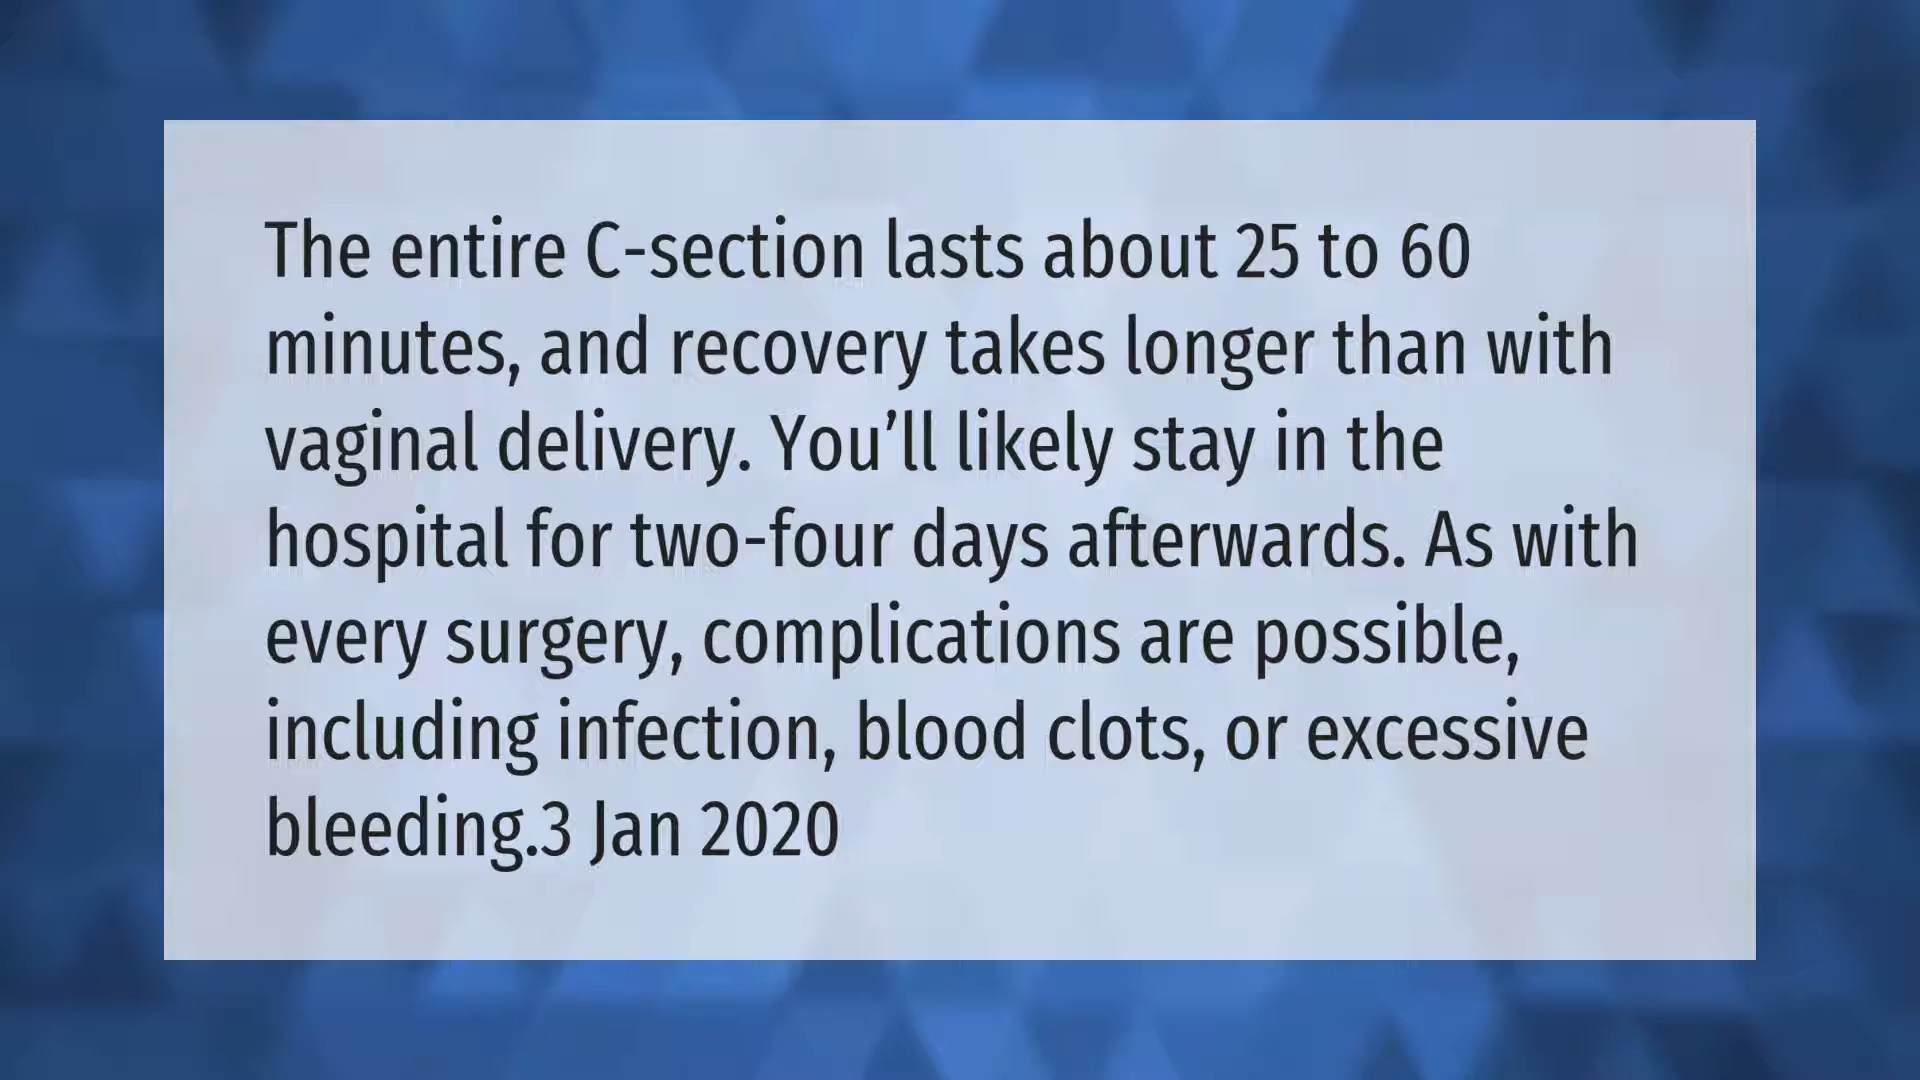 The entire C-section lasts about 25 to 60
minutes, and recovery takes longer than with
vaginal delivery. You’ll likely stay in the
hospital for two-four days afterwards. As with
every surgery, complications are possible,
including infection, blood clots, or excessive
bleeding.3 Jan 2020